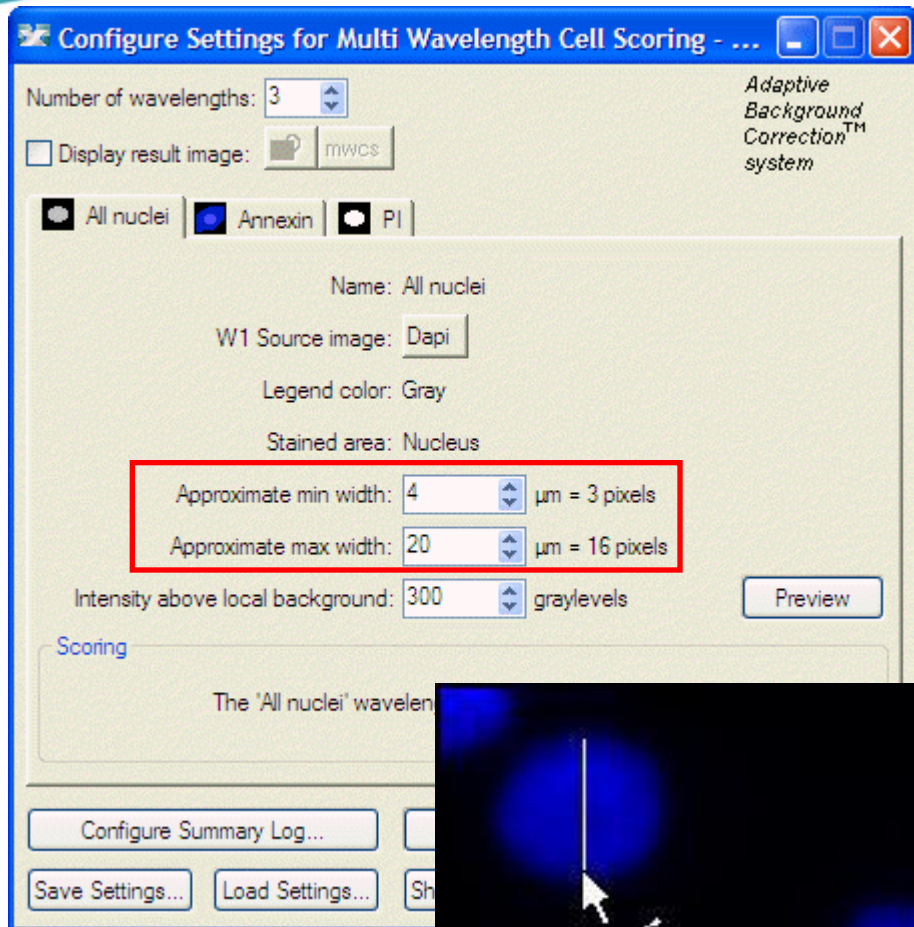 Configure Settings for Multi Wavelength Cell Scoring - ...
Number of wavelengths: 3
Adaptive
Background
Correction™
system
Display result image: mwcs
All nuclei Annexin PI
Name: All nuclei
W1 Source image: Dapi
Legend color: Gray
Stained area: Nucleus
Approximate min width: 4 µm = 3 pixels
Approximate max width: 20 µm = 16 pixels
Intensity above local background: 300 graylevels Preview
Scoring
The 'All nuclei' wavelen
Configure Summary Log...
Save Settings... Load Settings... Sh